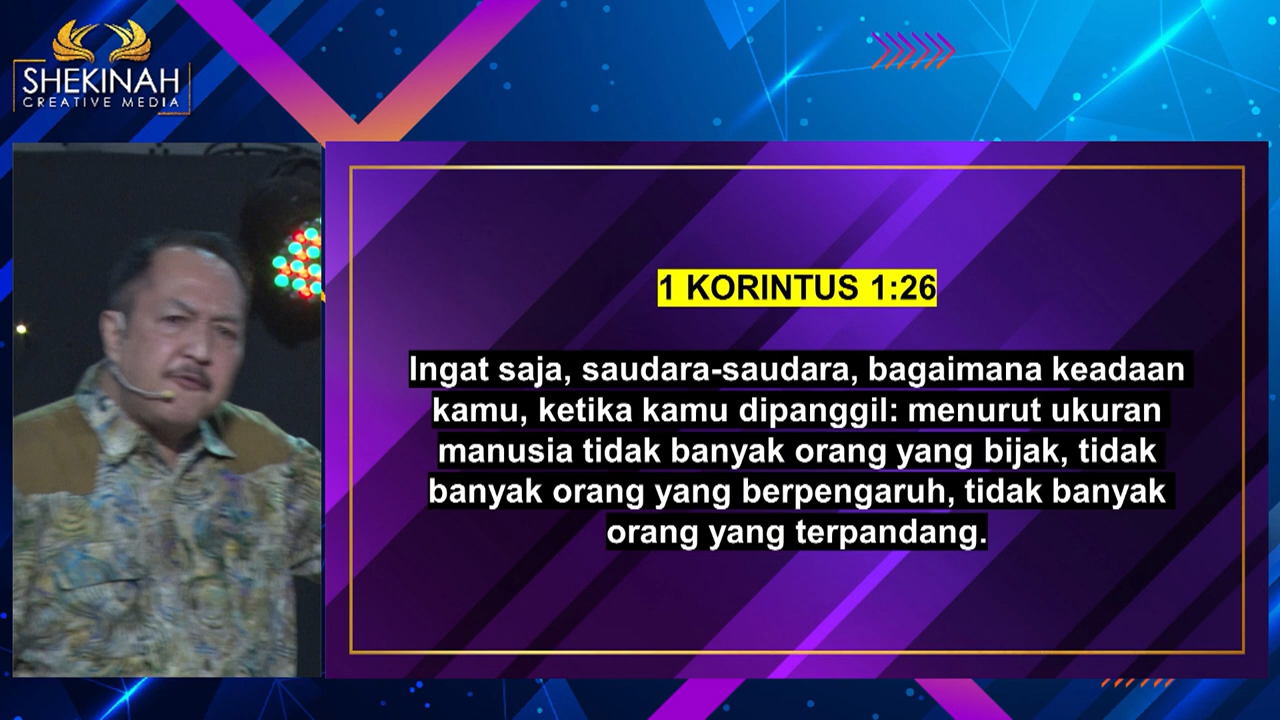 SHEKINAH
CREATIVE MEDIA
1 KORINTUS 1:26
Ingat saja, saudara-saudara, bagaimana keadaan
kamu, ketika kamu dipanggil: menurut ukuran
manusia tidak banyak orang yang bijak, tidak
banyak orang yang berpengaruh, tidak banyak
orang yang terpandang.